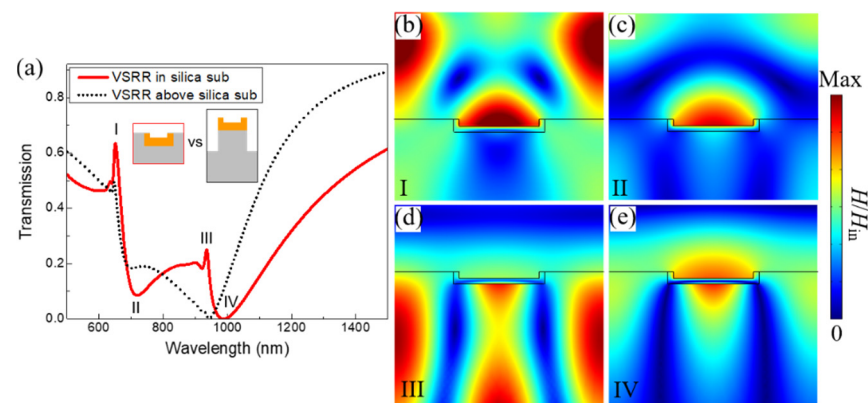 (a)
VSRR in silica sub
VSRR above silica sub
vs
I
II
III
IV
Transmission
0.8
0.6
0.4
0.2
0.0
600 800 1000 1200 1400
Wavelength (nm)
(b)
I
(c)
II
(d)
III
(e)
IV
Max
H/Hin
0